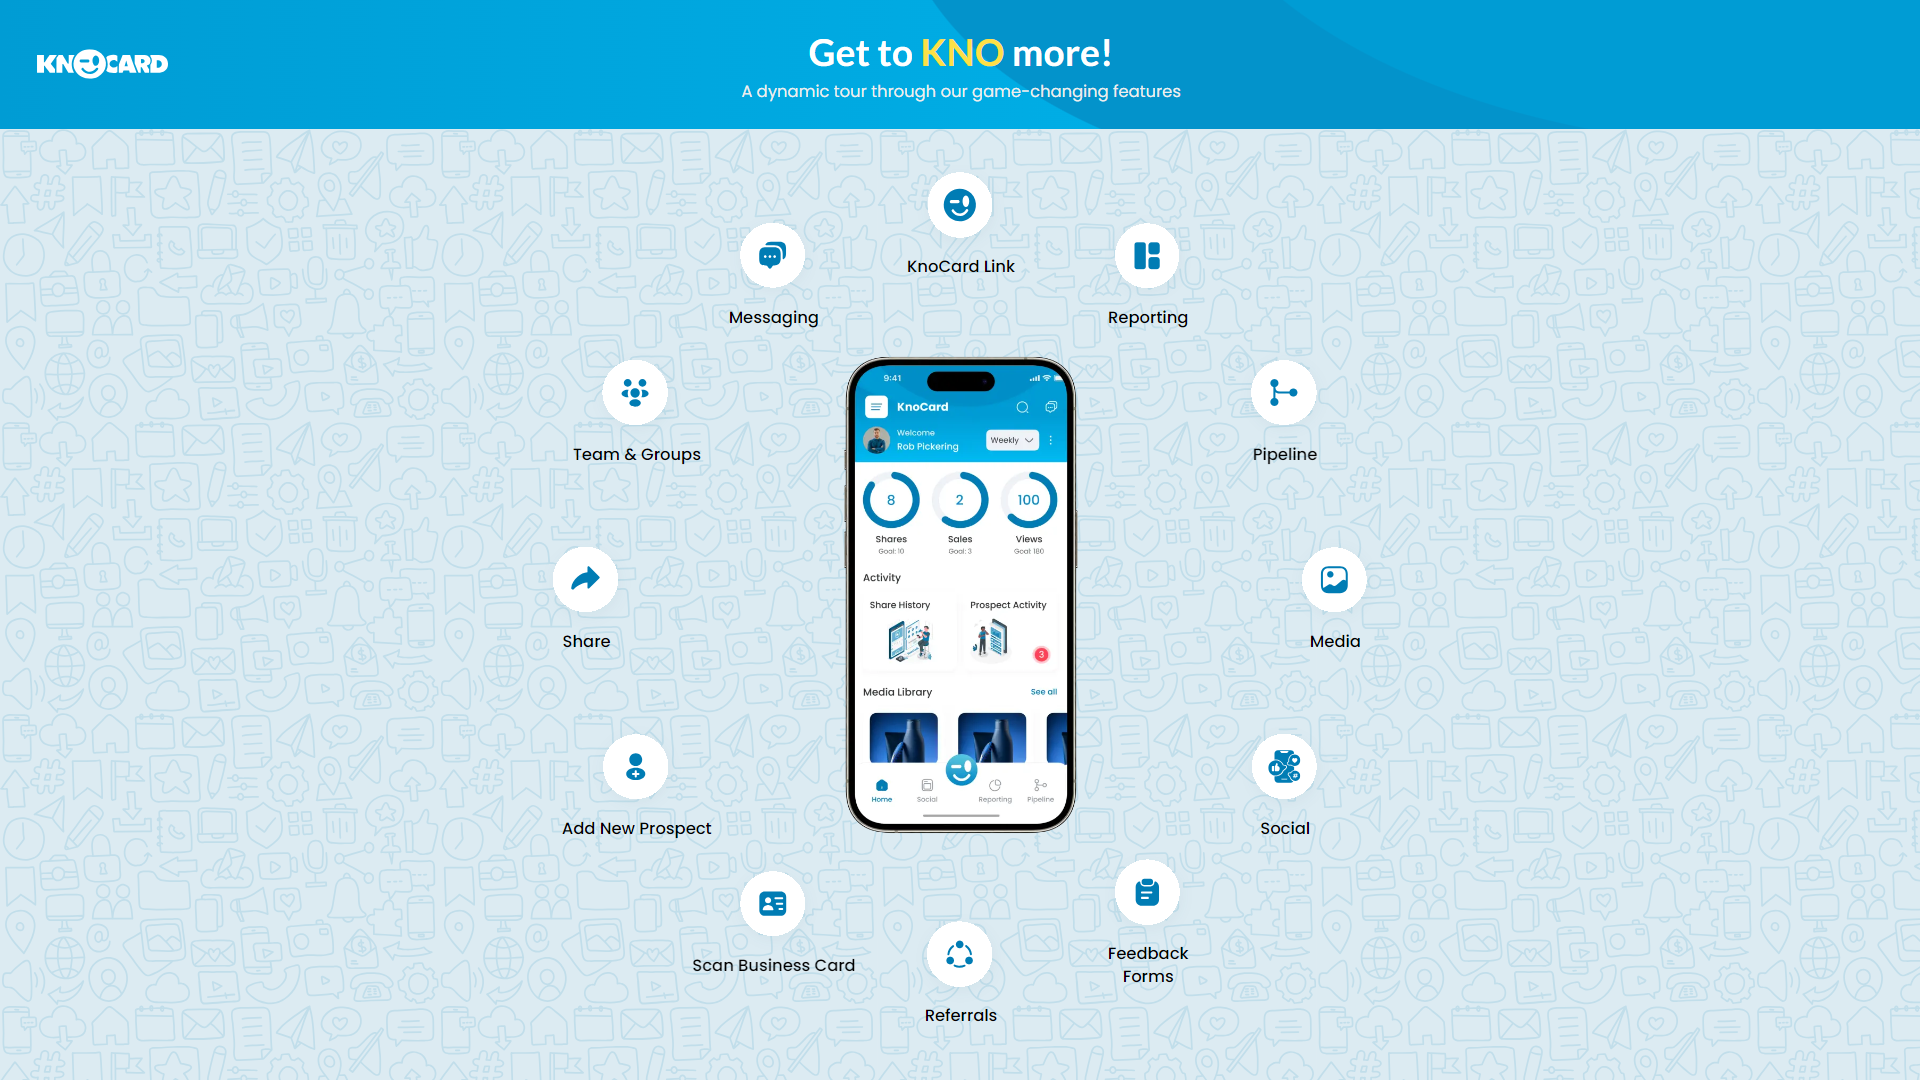 KNOCARD
Get to KNO more!
A dynamic tour through our game-changing features
KnoCard Link
Messaging
Reporting
Team & Groups
Pipeline
Share
Media
Add New Prospect
Social
Scan Business Card
Feedback
Forms
Referrals
9:41
KnoCard
Welcome
Rob Pickering
Weekly
8
2
100
Shares
Sales
Views
Goal: 10
Goal: 3
Goal: 180
Activity
Share History
Prospect Activity
3
Media Library
See all
Home
Social
Reporting
Pipeline